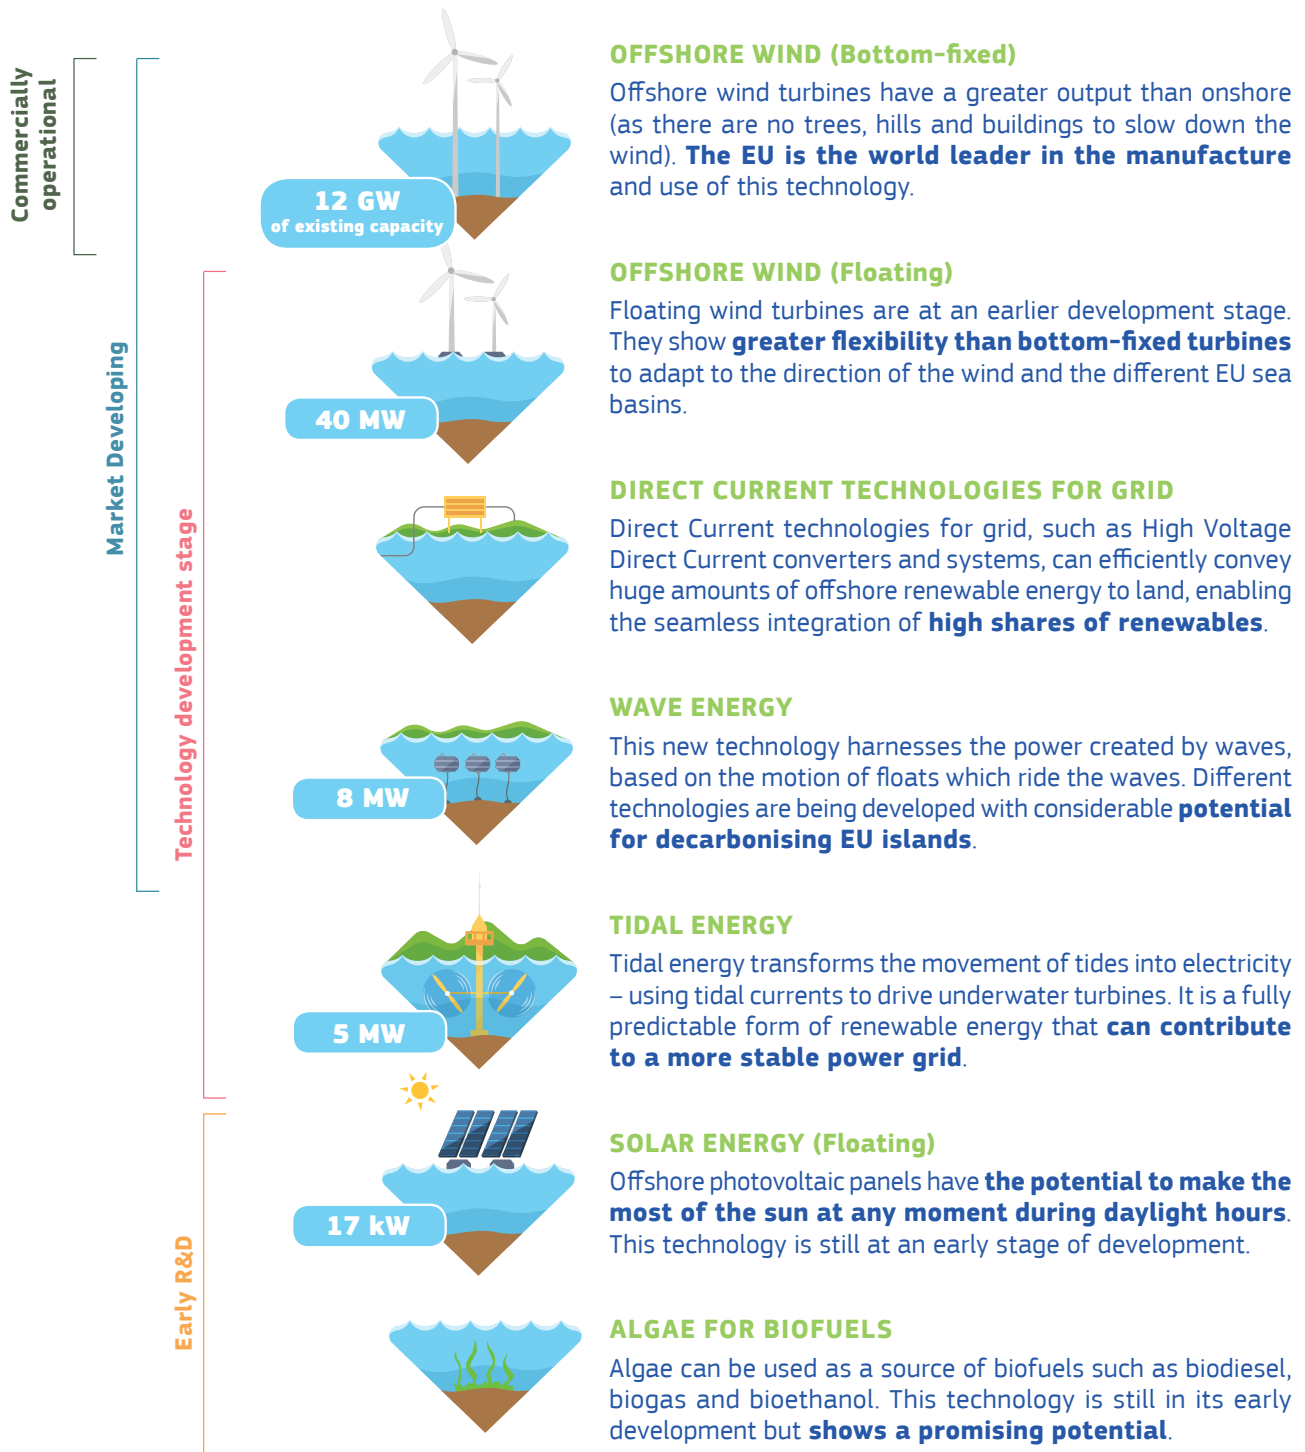 Commercially
operational
Market Developing
Technology development stage
Early R&D
OFFSHORE WIND (Bottom-fixed)
Offshore wind turbines have a greater output than onshore
(as there are no trees, hills and buildings to slow down the
wind). The EU is the world leader in the manufacture
and use of this technology.
12 GW
of existing capacity
OFFSHORE WIND (Floating)
Floating wind turbines are at an earlier development stage.
They show greater flexibility than bottom-fixed turbines
to adapt to the direction of the wind and the different EU sea
basins.
40 MW
DIRECT CURRENT TECHNOLOGIES FOR GRID
Direct Current technologies for grid, such as High Voltage
Direct Current converters and systems, can efficiently convey
huge amounts of offshore renewable energy to land, enabling
the seamless integration of high shares of renewables.
WAVE ENERGY
This new technology harnesses the power created by waves,
based on the motion of floats which ride the waves. Different
technologies are being developed with considerable potential
for decarbonising EU islands.
8 MW
TIDAL ENERGY
Tidal energy transforms the movement of tides into electricity
– using tidal currents to drive underwater turbines. It is a fully
predictable form of renewable energy that can contribute
to a more stable power grid.
5 MW
SOLAR ENERGY (Floating)
Offshore photovoltaic panels have the potential to make the
most of the sun at any moment during daylight hours.
This technology is still at an early stage of development.
17 kW
ALGAE FOR BIOFUELS
Algae can be used as a source of biofuels such as biodiesel,
biogas and bioethanol. This technology is still in its early
development but shows a promising potential.